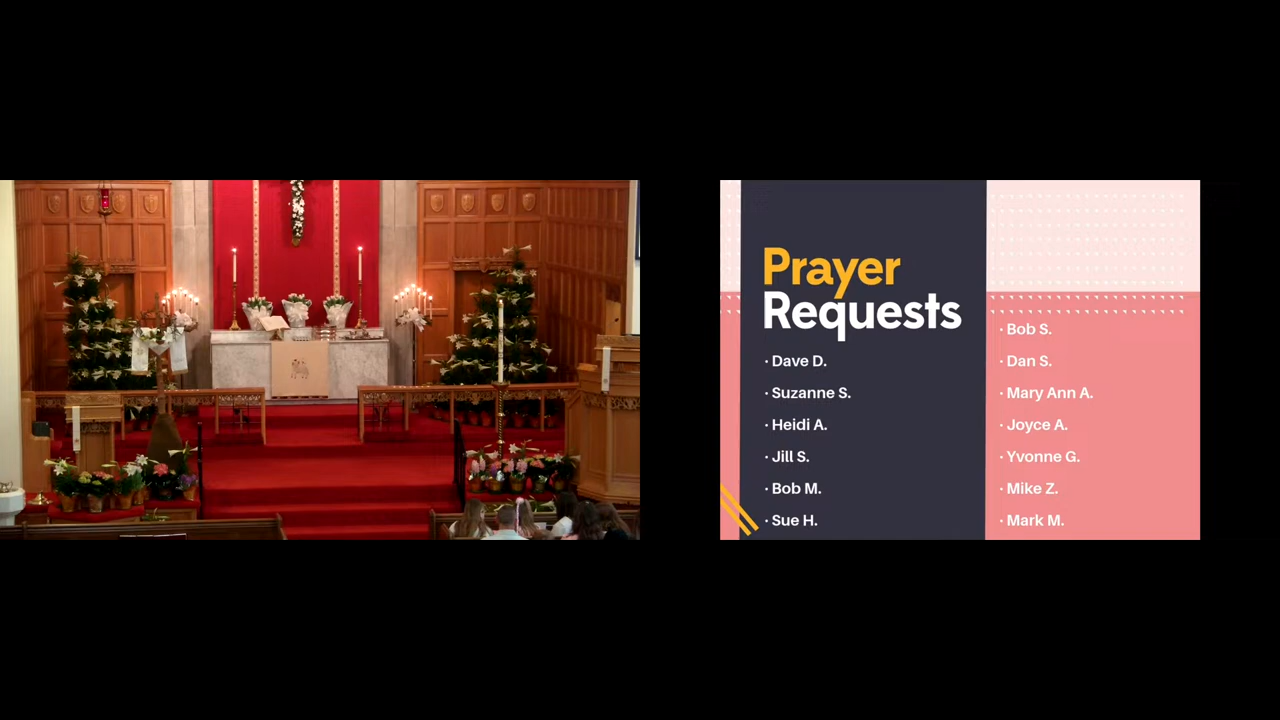 Prayer
Requests
· Dave D.
· Suzanne S.
· Heidi A.
· Jill S.
· Bob M.
· Sue H.
· Bob S.
· Dan S.
· Mary Ann A.
· Joyce A.
· Yvonne G.
· Mike Z.
· Mark M.